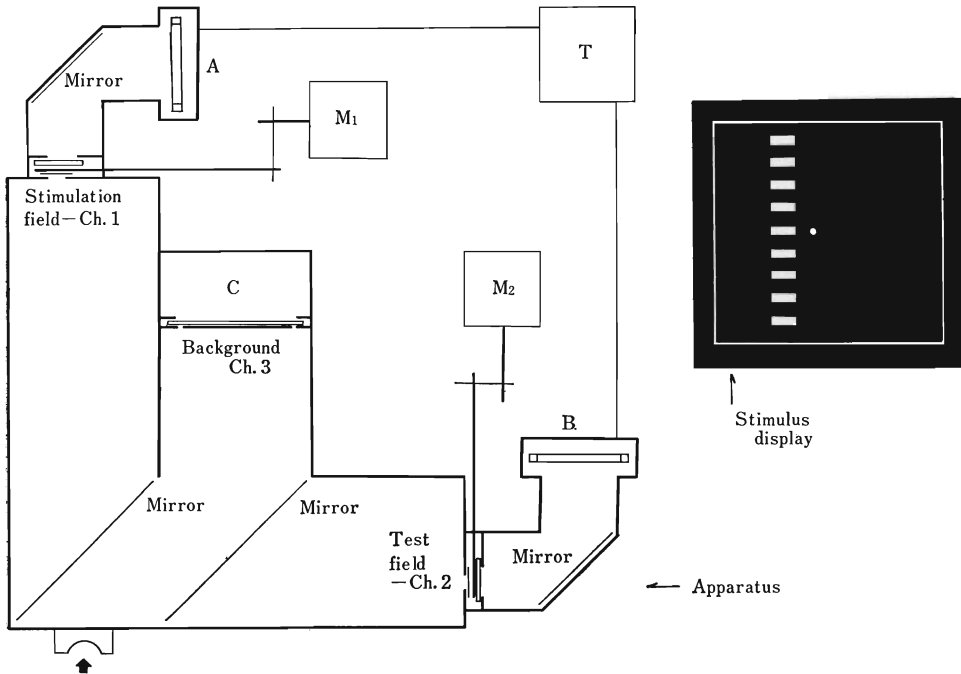 Mirror
A
T
M1
Stimulation
field—Ch. 1
C
Background
Ch. 3
M2
Stimulus
display
B.
Mirror
Mirror
Test
field
—Ch. 2
Mirror
Apparatus